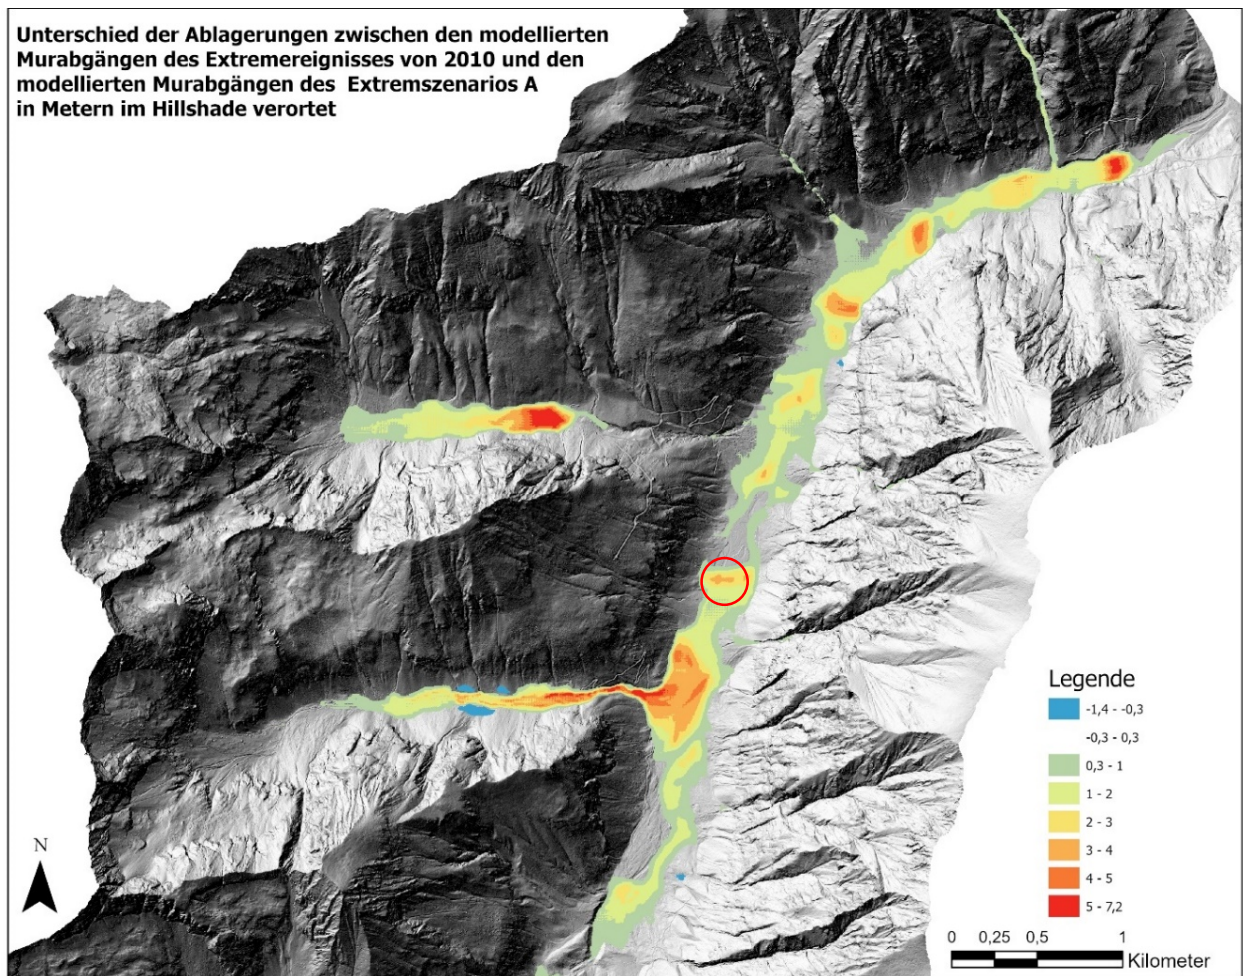 Unterschied der Ablagerungen zwischen den modellierten
Murabgängen des Extremereignisses von 2010 und den
modellierten Murabgängen des Extremszenarios A
in Metern im Hillshade verortet
Legende
-1,4 - -0,3
-0,3 - 0,3
0,3 - 1
1 - 2
2 - 3
3 - 4
4 - 5
5 - 7,2
N
0 0,25 0,5 1
Kilometer